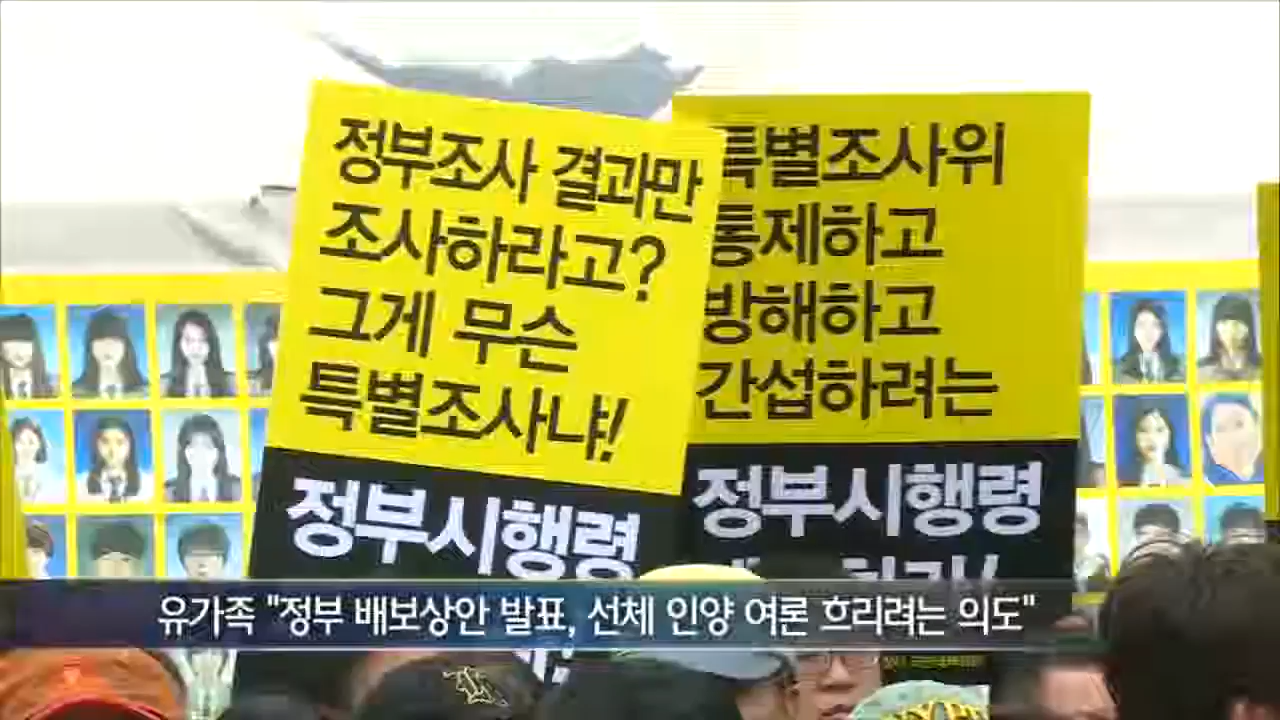 정부조사 결과만
조사하라고?
그게 무슨
특별조사냐!
정부시행령
특별조사위
통제하고
방해하고
간섭하려는
정부시행령
유가족 "정부 배보상안 발표, 선체 인양 여론 흐리려는 의도"